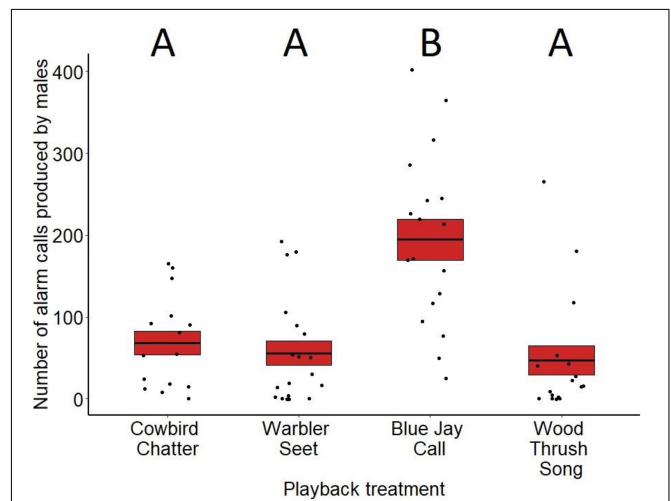 A A B A
400
300
200
100
0
Number of alarm calls produced by males
Cowbird Chatter
Warbler Seet
Blue Jay Call
Wood Thrush Song
Playback treatment